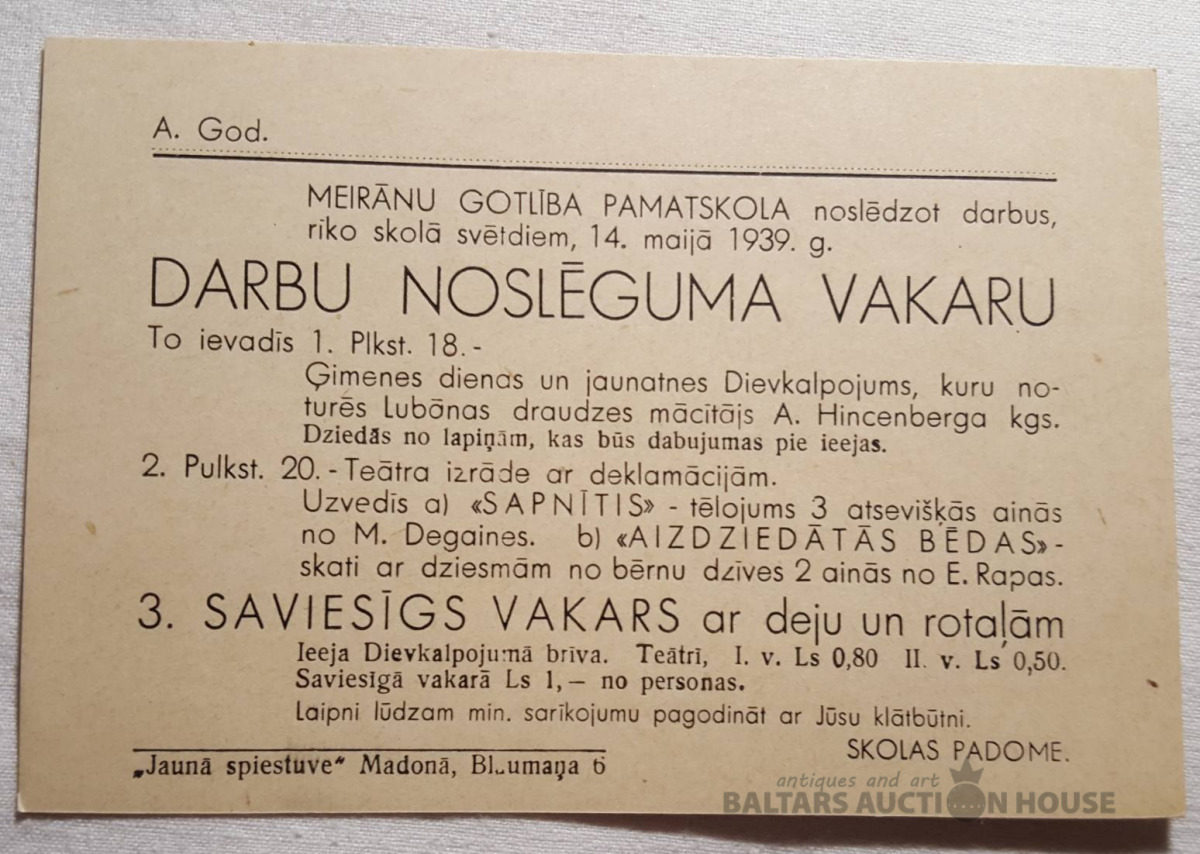 A. God.
MEIRĀNU GOTLĪBA PAMATSKOLA noslēdzot darbus,
rīko skolā svētdiem, 14. maijā 1939. g.
DARBU NOSLĒGUMA VAKARU
To ievadīs 1. Plkst. 18.-
Ģimenes dienas un jaunatnes Dievkalpojums, kuru no-
turēs Lubānas draudzes mācītājs A. Hincenberga kgs.
Dziedās no lapiņām, kas būs dabujumas pie ieejas.
2. Pulkst. 20.- Teātra izrāde ar deklamācijām.
Uzvedīs a) «SAPNĪTIS» - tēlojums 3 atsevišķās ainās
no M. Degaines. b) «AIZDZIEDĀTĀS BĒDAS» -
skati ar dziesmām no bērnu dzīves 2 ainās no E. Rapas.
3. SAVIESĪGS VAKARS ar deju un rotaļām
Ieeja Dievkalpojumā brīva. Teātrī, I. v. Ls 0,80 II. v. Ls 0,50.
Saviesīgā vakarā Ls 1,— no personas.
Laipni lūdzam min. sarīkojumu pagodināt ar Jūsu klātbūtni.
SKOLAS PADOME.
„Jaunā spiestuve" Madonā, Blaumaņa 6
antiques and art
BALTARS AUCTION HOUSE